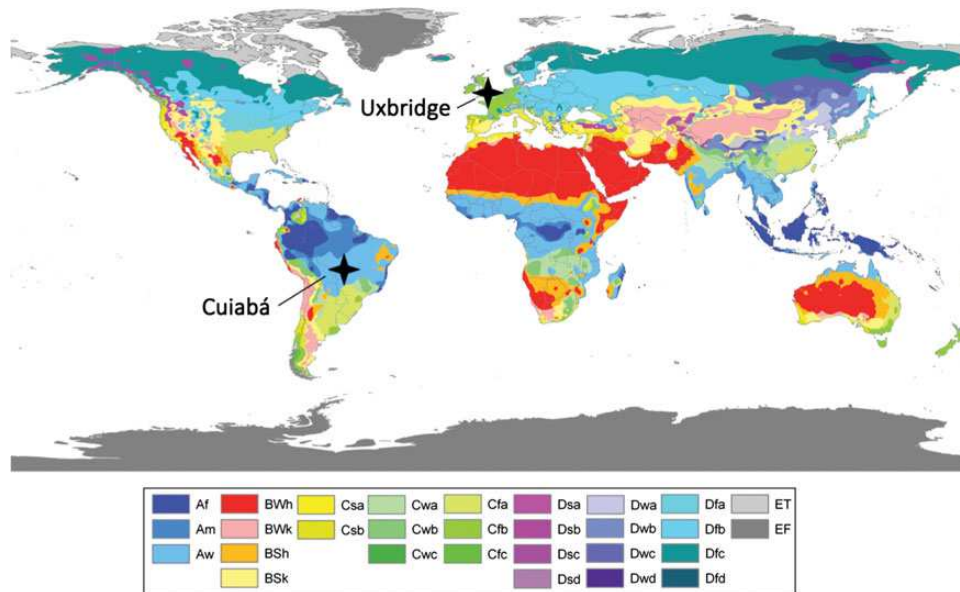 Uxbridge
Cuiabá
Af BWh Csa Cwa Cfa Dsa Dwa Dfa ET
Am BWk Csb Cwb Cfb Dsb Dwb Dfb EF
Aw BSh Cwc Cfc Dsc Dwc Dfc
BSk Dsd Dwd Dfd